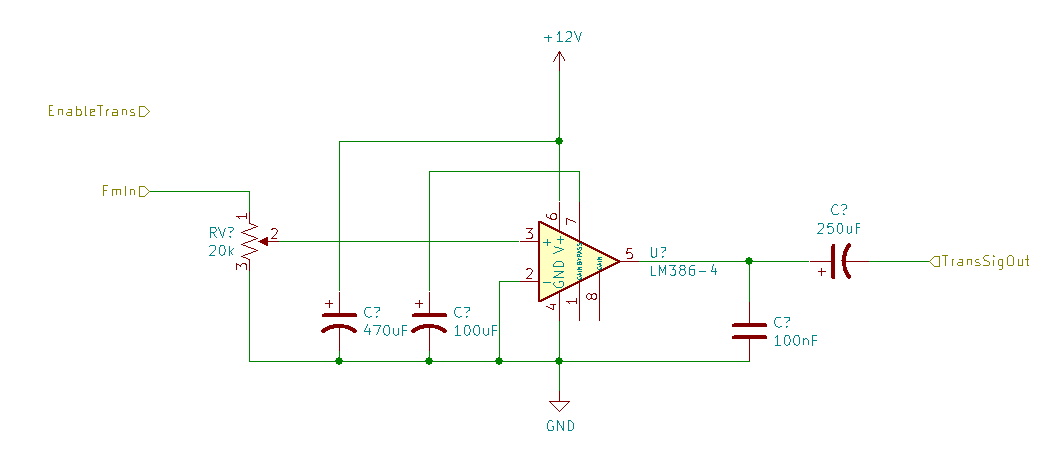 +12V
EnableTrans
FmIn
1
RV?
20k
2
3
6
7
3
+
V+
2
-
GND
BYPASS
GAIN
GAIN
4
1
8
5
U?
LM386-4
C?
250uF
+
TransSigOut
+
C?
470uF
+
C?
100uF
C?
100nF
GND